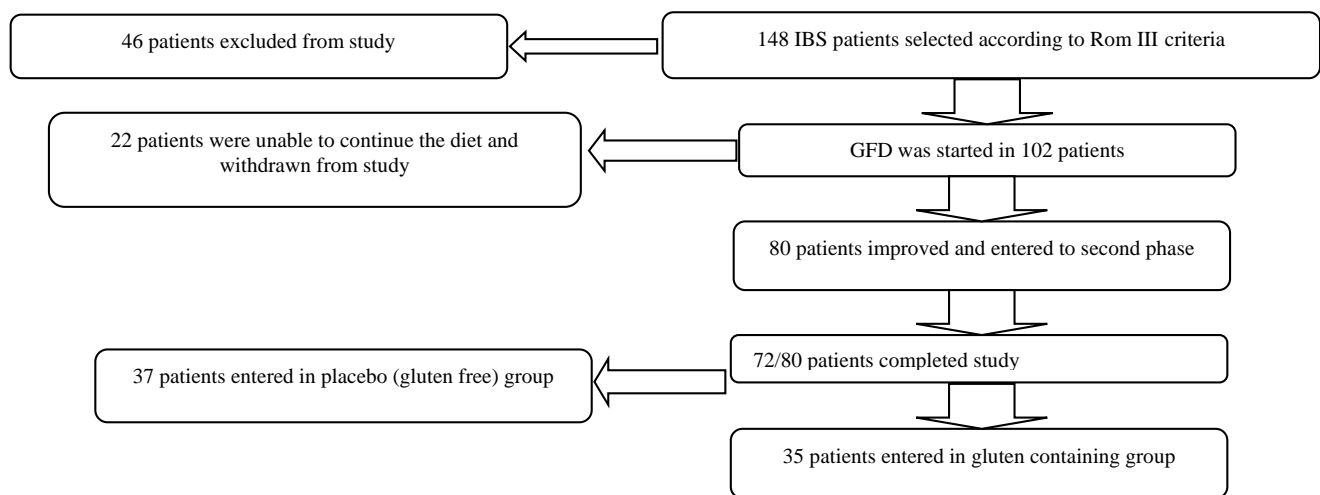 46 patients excluded from study
148 IBS patients selected according to Rom III criteria
22 patients were unable to continue the diet and
withdrawn from study
GFD was started in 102 patients
80 patients improved and entered to second phase
72/80 patients completed study
37 patients entered in placebo (gluten free) group
35 patients entered in gluten containing group